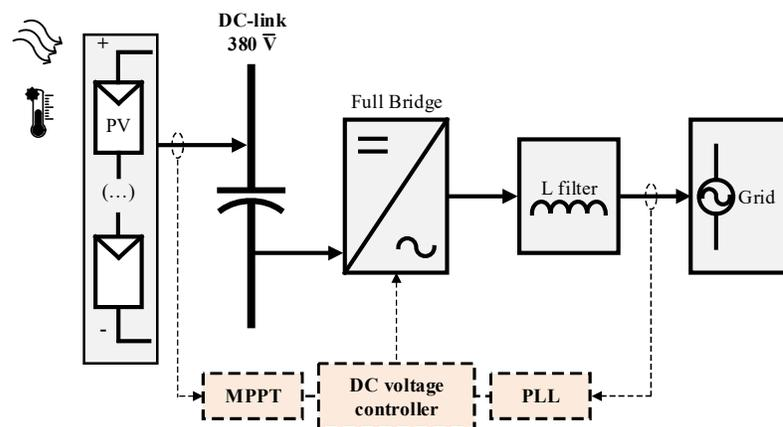 DC-link
380 V̅
+
PV
(...)
-
Full Bridge
L filter
Grid
MPPT
DC voltage
controller
PLL